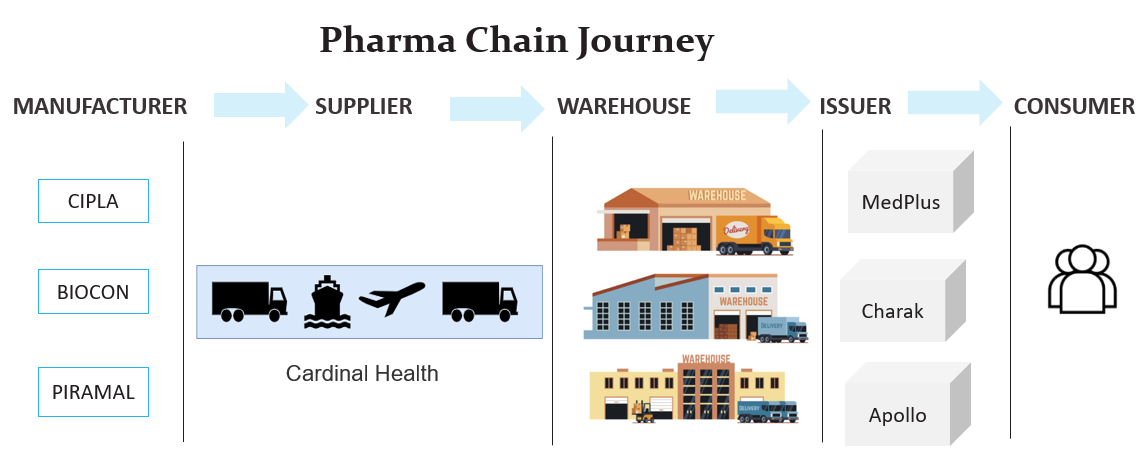 Pharma Chain Journey
MANUFACTURER
SUPPLIER
WAREHOUSE
ISSUER
CONSUMER
CIPLA
BIOCON
PIRAMAL
Cardinal Health
WAREHOUSE
Delivery
WAREHOUSE
DELIVERY
WAREHOUSE
DELIVERY
MedPlus
Charak
Apollo